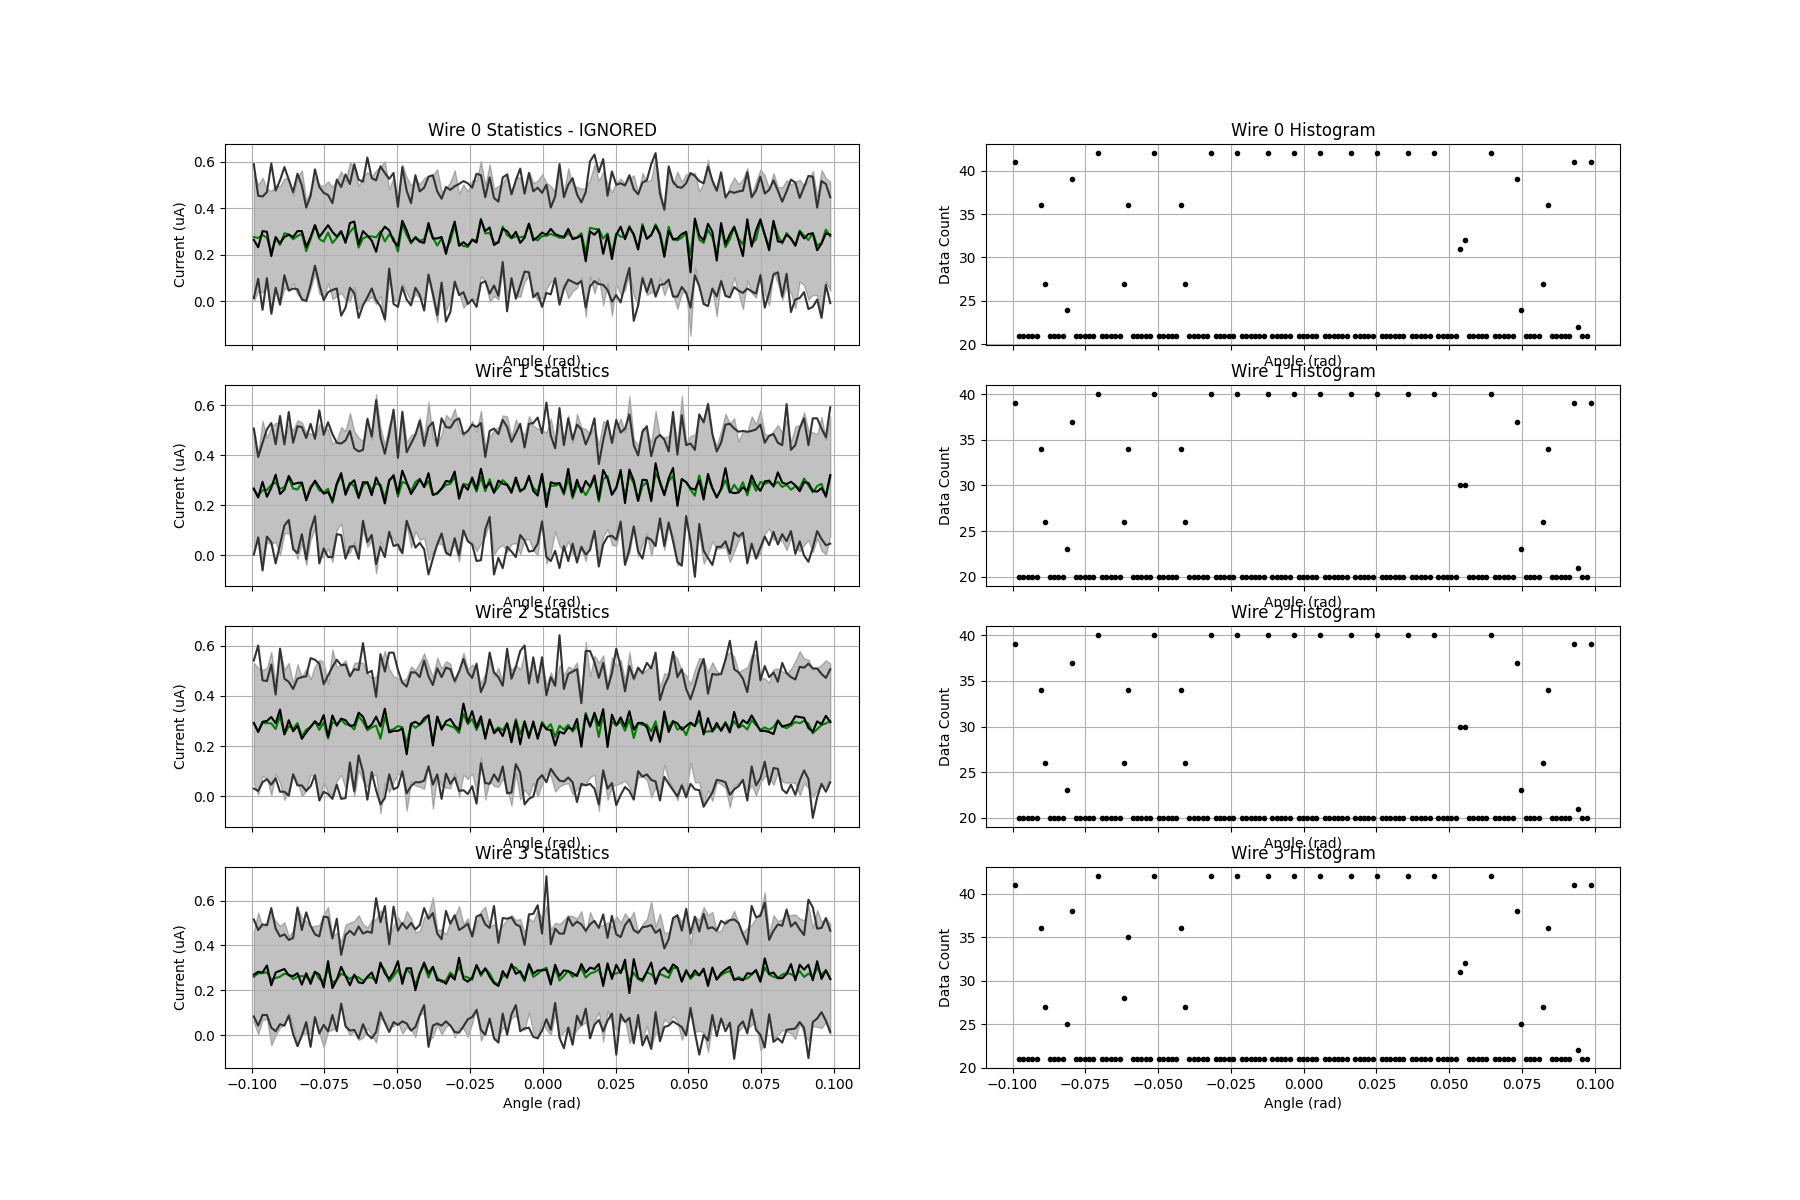 Wire 0 Statistics - IGNORED
Current (uA)
0.6
0.4
0.2
0.0
Angle (rad)
Wire 0 Histogram
Data Count
40
35
30
25
20
Angle (rad)
Wire 1 Statistics
Current (uA)
0.6
0.4
0.2
0.0
Angle (rad)
Wire 1 Histogram
Data Count
40
35
30
25
20
Angle (rad)
Wire 2 Statistics
Current (uA)
0.6
0.4
0.2
0.0
Angle (rad)
Wire 2 Histogram
Data Count
40
35
30
25
20
Angle (rad)
Wire 3 Statistics
Current (uA)
0.6
0.4
0.2
0.0
−0.100 −0.075 −0.050 −0.025 0.000 0.025 0.050 0.075 0.100
Angle (rad)
Wire 3 Histogram
Data Count
40
35
30
25
20
−0.100 −0.075 −0.050 −0.025 0.000 0.025 0.050 0.075 0.100
Angle (rad)